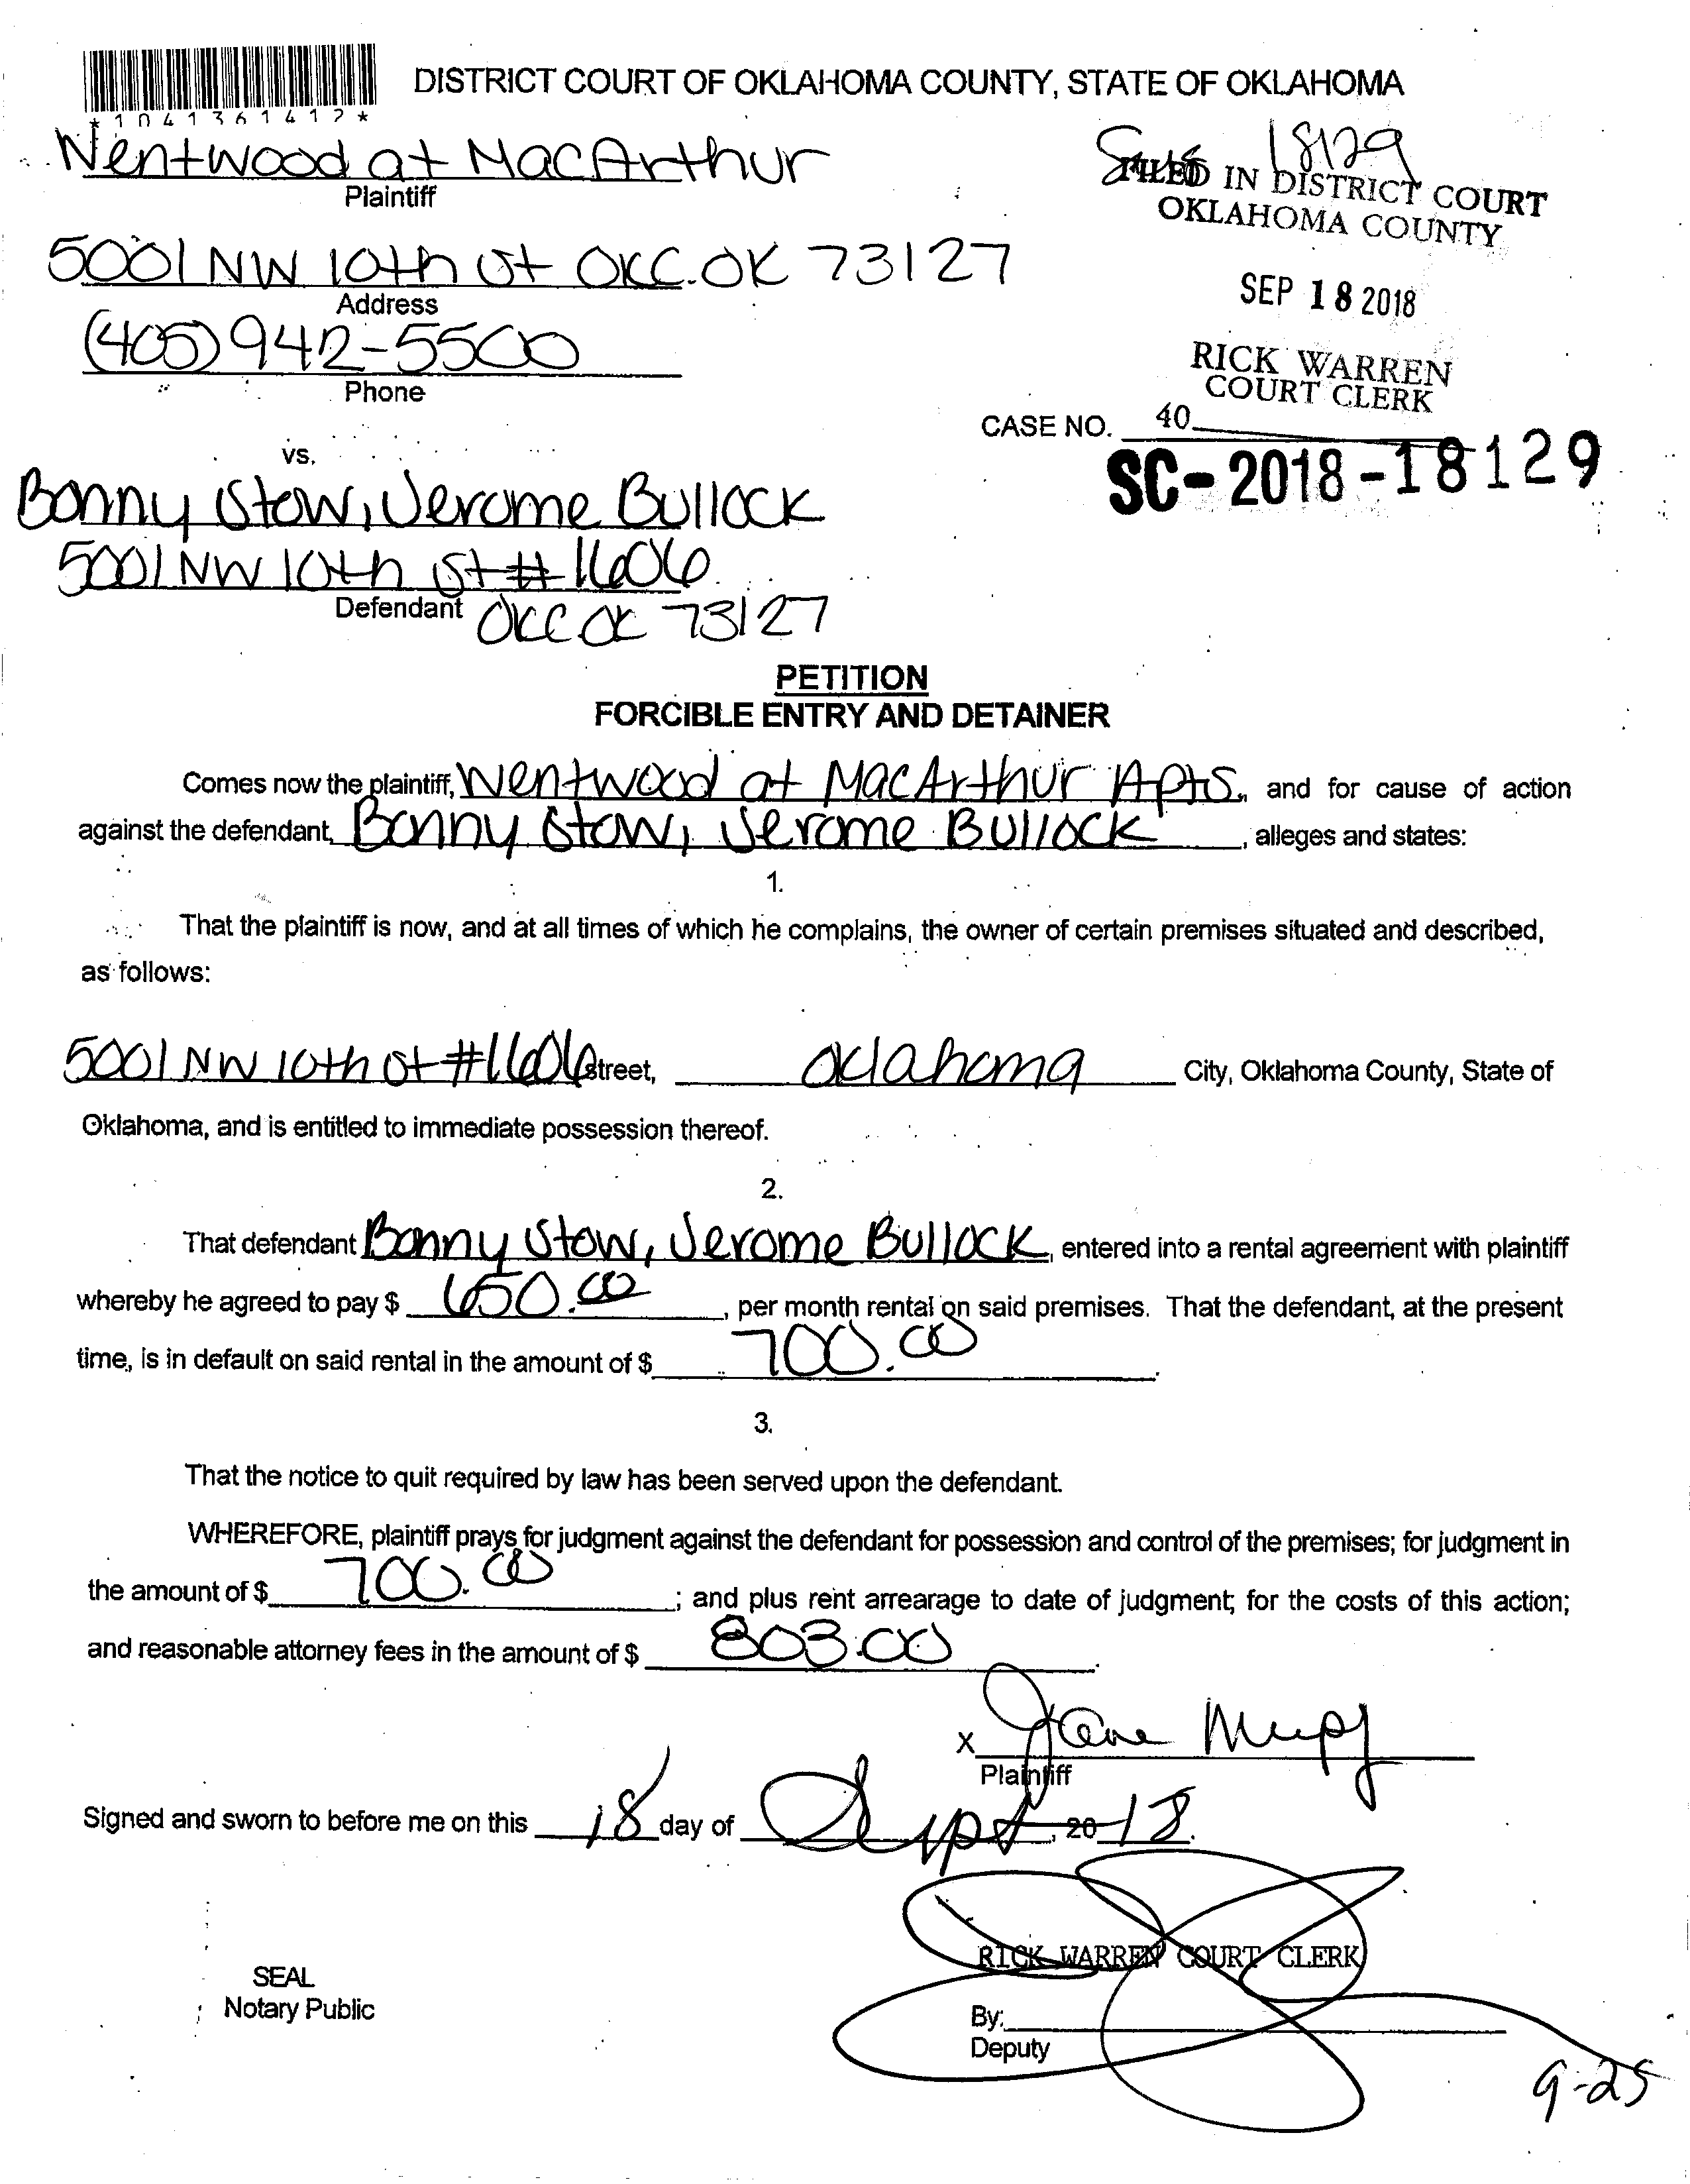 DISTRICT COURT OF OKLAHOMA COUNTY, STATE OF OKLAHOMA
*1041361412*
Wentwood at MacArthur
Plaintiff
18129
FILED IN DISTRICT COURT
OKLAHOMA COUNTY
5001 NW 10th St OKC.OK 73127
Address
SEP 18 2018
(405) 942-5500
Phone
RICK WARREN
COURT CLERK
CASE NO. 40
vs.
SC-2018-18129
Bonny Stow, Jerome Bullock
5001 NW 10th St #1606
Defendant OKC OK 73127
PETITION
FORCIBLE ENTRY AND DETAINER
Comes now the plaintiff, Wentwood at MacArthur Apts, and for cause of action
against the defendant, Bonny Stow, Jerome Bullock, alleges and states:
1.
That the plaintiff is now, and at all times of which he complains, the owner of certain premises situated and described,
as follows:
5001 NW 10th St #1606 street, Oklahoma City, Oklahoma County, State of
Oklahoma, and is entitled to immediate possession thereof.
2.
That defendant Bonny Stow, Jerome Bullock, entered into a rental agreement with plaintiff
whereby he agreed to pay $ 650.00, per month rental on said premises. That the defendant, at the present
time, is in default on said rental in the amount of $ 700.00.
3.
That the notice to quit required by law has been served upon the defendant.
WHEREFORE, plaintiff prays for judgment against the defendant for possession and control of the premises; for judgment in
the amount of $ 700.00; and plus rent arrearage to date of judgment; for the costs of this action;
and reasonable attorney fees in the amount of $ 803.00.
X Jane
Plaintiff
Signed and sworn to before me on this 18 day of Sept, 2018.
RICK WARREN COURT CLERK
SEAL
Notary Public
By:
Deputy
9-25